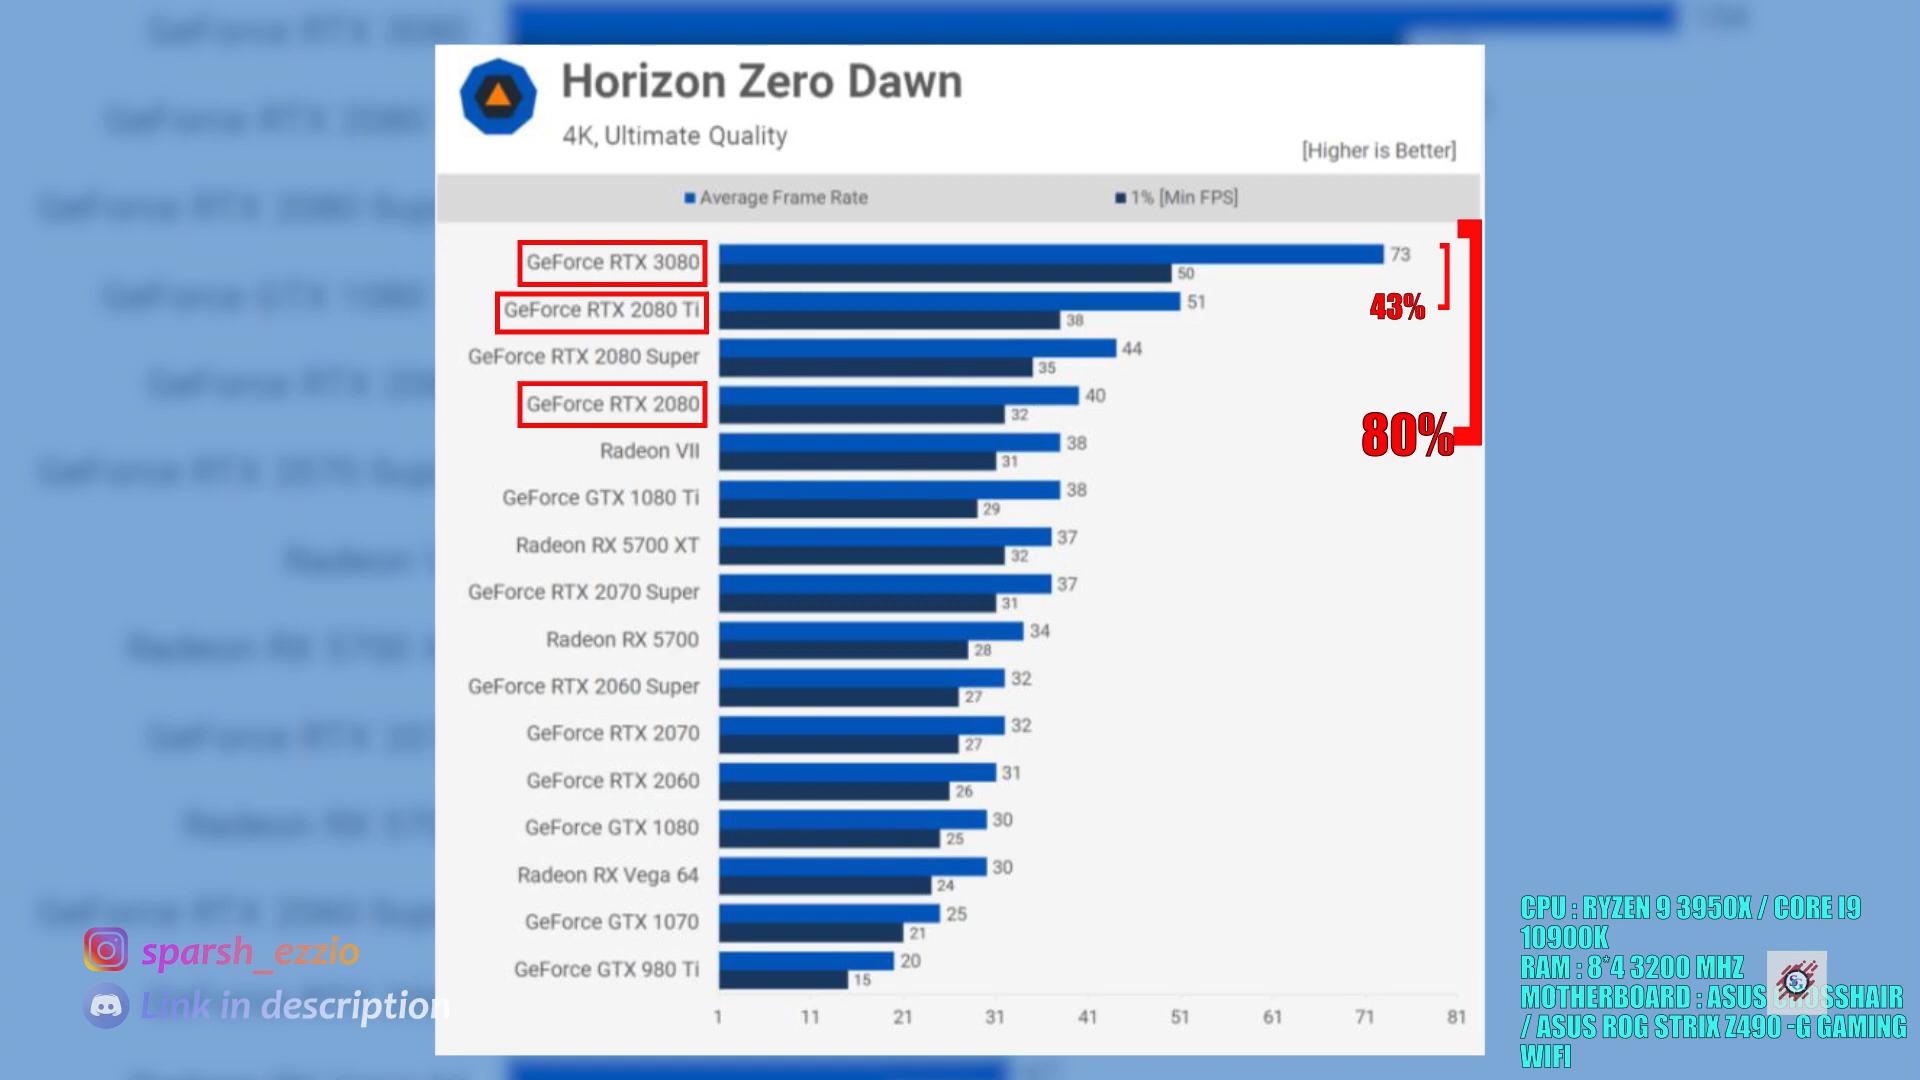 Horizon Zero Dawn
4K, Ultimate Quality
[Higher is Better]
Average Frame Rate 1% [Min FPS]
GeForce RTX 3080 73
50
GeForce RTX 2080 Ti 51
38
43%
GeForce RTX 2080 Super 44
35
GeForce RTX 2080 40
32
80%
Radeon VII 38
31
GeForce GTX 1080 Ti 38
29
Radeon RX 5700 XT 37
32
GeForce RTX 2070 Super 37
31
Radeon RX 5700 34
28
GeForce RTX 2060 Super 32
27
GeForce RTX 2070 32
27
GeForce RTX 2060 31
26
GeForce GTX 1080 30
25
Radeon RX Vega 64 30
24
GeForce GTX 1070 25
21
GeForce GTX 980 Ti 20
15
1 11 21 31 41 51 61 71 81
sparsh_ezzio
Link in description
CPU : RYZEN 9 3950X / CORE I9
10900K
RAM : 8*4 3200 MHZ
MOTHERBOARD : ASUS CROSSHAIR
/ ASUS ROG STRIX Z490 -G GAMING
WIFI